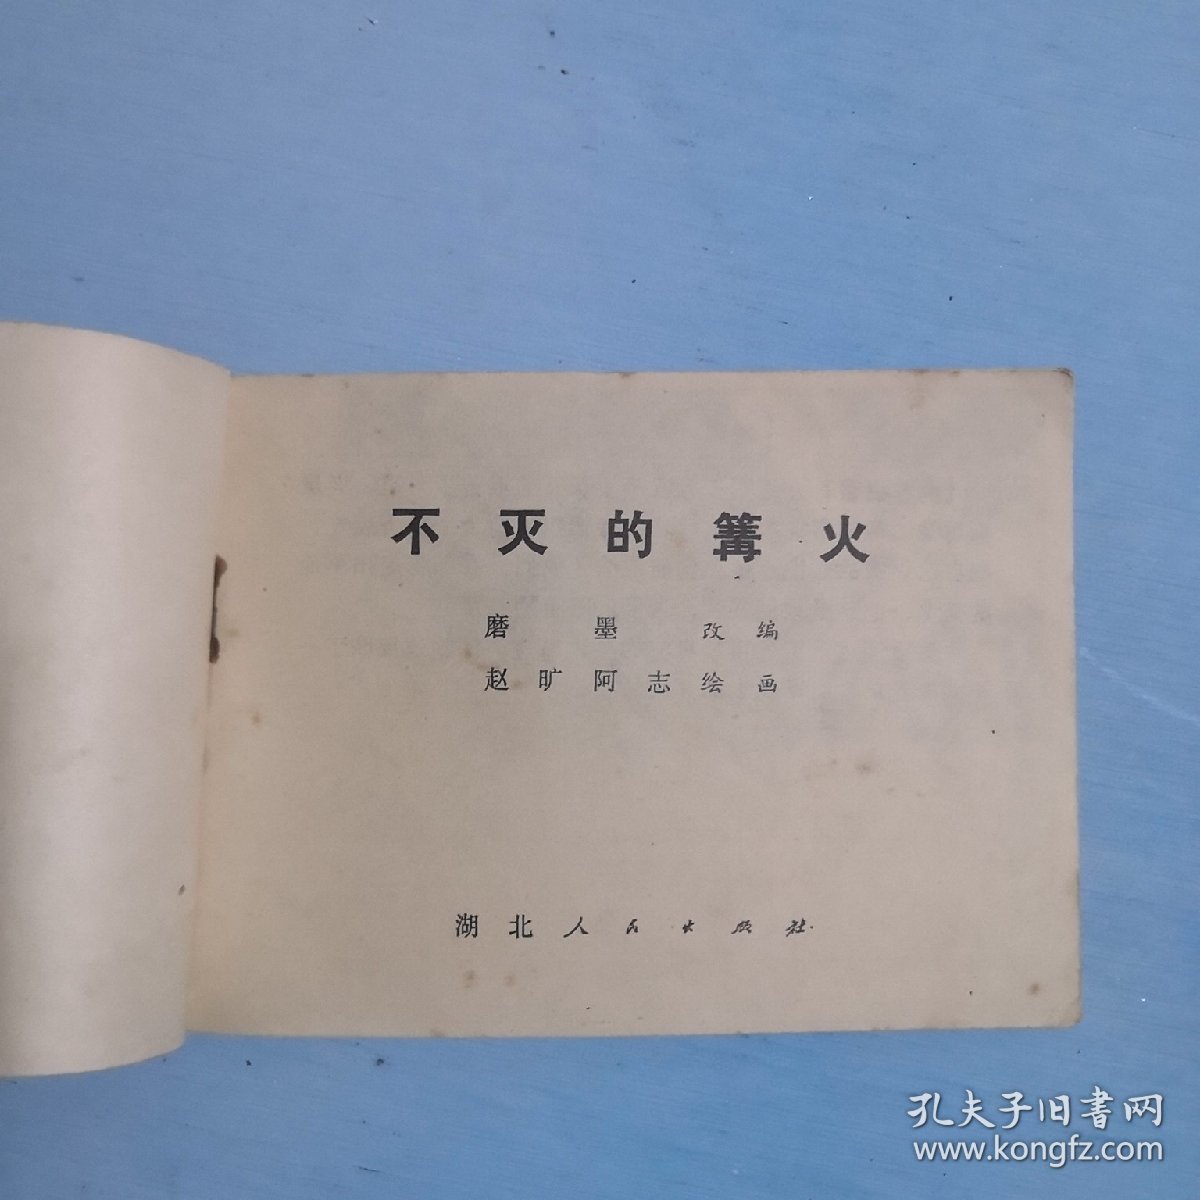 不灭的篝火
磨墨 改编
赵旷 阿志 绘画
湖北人民出版社
孔夫子旧书网
www.kongfz.com